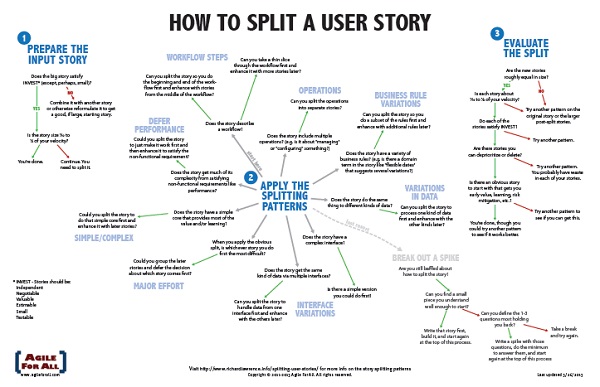 HOW TO SPLIT A USER STORY
1
PREPARE THE
INPUT STORY
Does the big story satisfy
INVEST* (except, perhaps, small)?
YES
NO
Combine it with another story
or otherwise reformulate it to get
a good, if large, starting story.
Is the story size ⅙ to
⅒ of your velocity?
You're done.
Continue. You
need to split it.
WORKFLOW STEPS
Can you split the story so you do
the beginning and end of the work-
flow first and enhance with stories
from the middle of the workflow?
Can you take a thin slice
through the workflow first and
enhance it with more stories later?
Does the story describe
a workflow?
OPERATIONS
Can you split the operations
into separate stories?
Does the story include multiple
operations? (e.g. is it about "managing"
or "configuring" something?)
BUSINESS RULE
VARIATIONS
Can you split the story so you
do a subset of the rules first and
enhance with additional rules later?
Does the story have a variety of
business rules? (e.g. is there a domain
term in the story like "flexible dates"
that suggests several variations?)
DEFER
PERFORMANCE
Could you split the story
to just make it work first and
then enhance it to satisfy the
non-functional requirement?
Does the story get much of its
complexity from satisfying
non-functional requirements like
performance?
start here
2
APPLY THE
SPLITTING
PATTERNS
last resort
VARIATIONS
IN DATA
Does the story do the same
thing to different kinds of data?
Can you split the story to
process one kind of data
first and enhance with the
other kinds later?
Could you split the story to do
that simple core first and enhance
it with later stories?
SIMPLE/COMPLEX
Does the story have a simple
core that provides most of the
value and/or learning?
When you apply the obvious
split, is whichever story you do
first the most difficult?
Could you group the later
stories and defer the decision
about which story comes first?
MAJOR EFFORT
Does the story get the same
kind of data via multiple interfaces?
Can you split the story to
handle data from one
interface first and enhance
with the others later?
INTERFACE
VARIATIONS
Does the story have a
complex interface?
Is there a simple version
you could do first?
3
EVALUATE
THE SPLIT
Are the new stories
roughly equal in size?
YES
NO
Is each story about
⅙ to ⅒ of your velocity?
Try another pattern on the
original story or the larger
post-split stories.
Do each of the
stories satisfy INVEST?
Try another pattern.
Are there stories you
can deprioritize or delete?
Try another pattern.
You probably have waste
in each of your stories.
Is there an obvious story
to start with that gets you
early value, learning, risk
mitigation, etc.?
Try another pattern to
see if you can get this.
You're done, though you
could try another pattern
to see if it works better.
BREAK OUT A SPIKE
Are you still baffled about
how to split the story?
Can you find a small
piece you understand
well enough to start?
Can you define the 1-3
questions most holding
you back?
Take a break
and try again.
Write that story first,
build it, and start again
at the top of this process.
Write a spike with those
questions, do the minimum
to answer them, and start
again at the top of this process
* INVEST - Stories should be:
Independent
Negotiable
Valuable
Estimable
Small
Testable
AGILE
FOR ALL
www.agileforall.com
Visit http://www.richardlawrence.info/splitting-user-stories/ for more info on the story splitting patterns
Copyright © 2011-2013 Agile For All. All rights reserved.